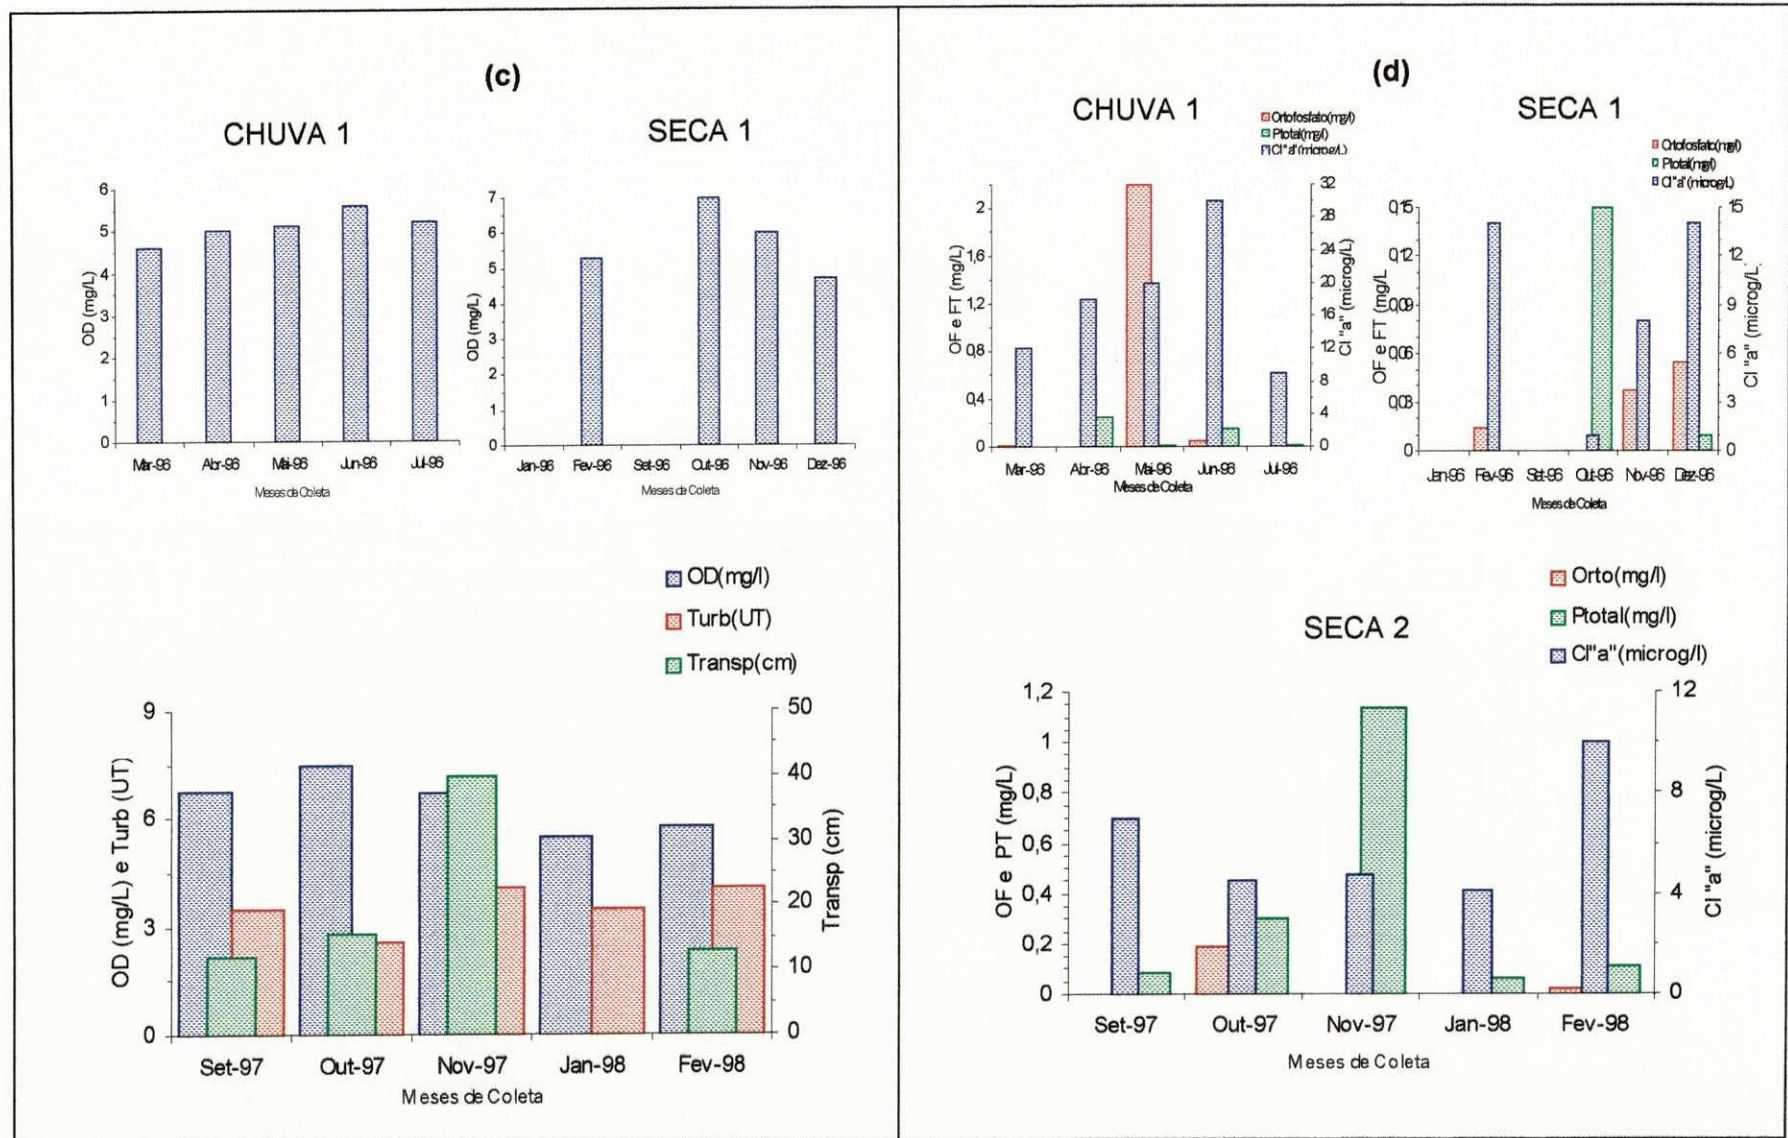 (c)
CHUVA 1
SECA 1
OD (mg/L)
6
5
4
3
2
1
0
Mar-96 Abr-96 Mai-96 Jun-96 Jul-96
Meses de Coleta
OD (mg/L)
7
6
5
4
3
2
1
0
Jan-96 Fev-96 Set-96 Out-96 Nov-96 Dez-96
Meses de Coleta
OD(mg/l)
Turb(UT)
Transp(cm)
OD (mg/L) e Turb (UT)
9
6
3
0
50
40
30
20
10
0
Transp (cm)
Set-97 Out-97 Nov-97 Jan-98 Fev-98
Meses de Coleta
(d)
CHUVA 1
Ortofosfato(mg/l)
Ptotal(mg/l)
Cl"a"(microg/L)
OF e FT (mg/L)
2
1,6
1,2
0,8
0,4
0
32
28
24
20
16
12
8
4
0
Cl "a" (microg/L)
Mar-96 Abr-96 Mai-96 Jun-96 Jul-96
Meses de Coleta
SECA 1
Ortofosfato(mg/l)
Ptotal(mg/l)
Cl"a"(microg/L)
OF e FT (mg/L
0,15
0,12
0,09
0,06
0,03
0
15
12
9
6
3
0
Cl "a" (microg/L)
Jan-96 Fev-96 Set-96 Out-96 Nov-96 Dez-96
Meses de Coleta
SECA 2
Orto(mg/l)
Ptotal(mg/l)
Cl"a"(microg/l)
OF e PT (mg/L)
1,2
1
0,8
0,6
0,4
0,2
0
12
8
4
0
Cl "a" (microg/L)
Set-97 Out-97 Nov-97 Jan-98 Fev-98
Meses de Coleta